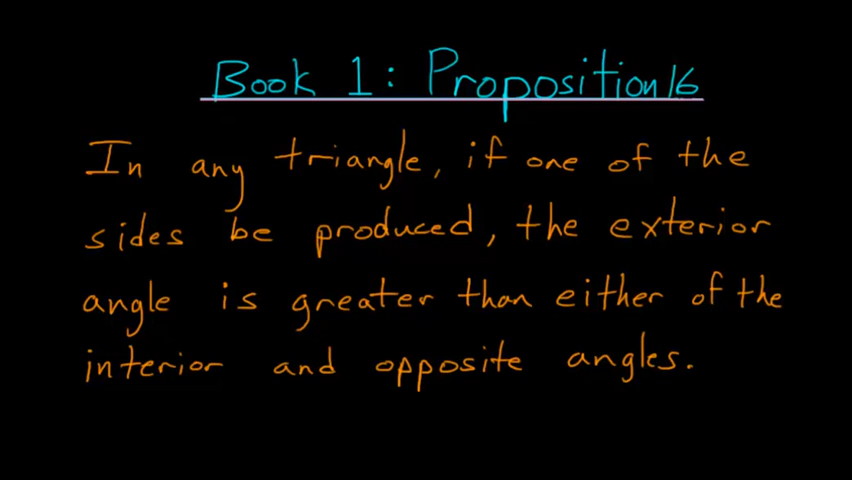 Book 1: Proposition 16
In any triangle, if one of the
sides be produced, the exterior
angle is greater than either of the
interior and opposite angles.